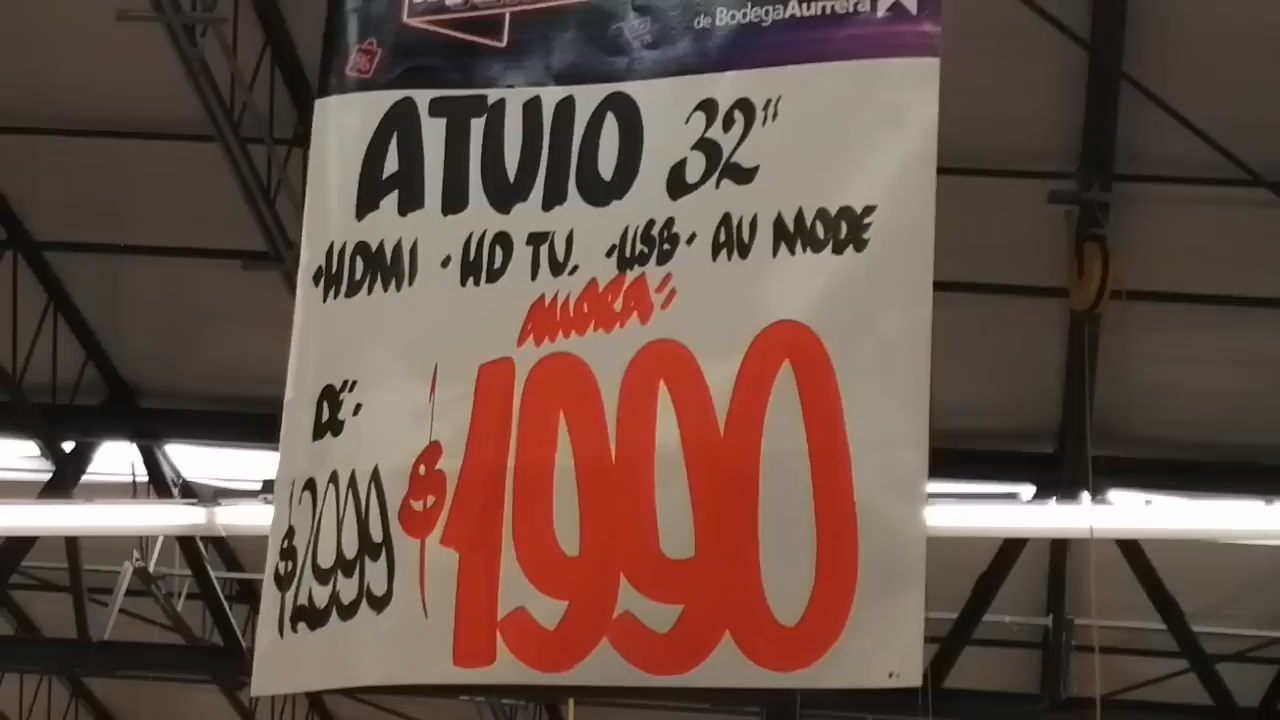 de Bodega Aurrera
ATVIO 32"
·HDMI ·HD TV. ·USB· AV MODE
AHORA:
DE:
$2999
$1990